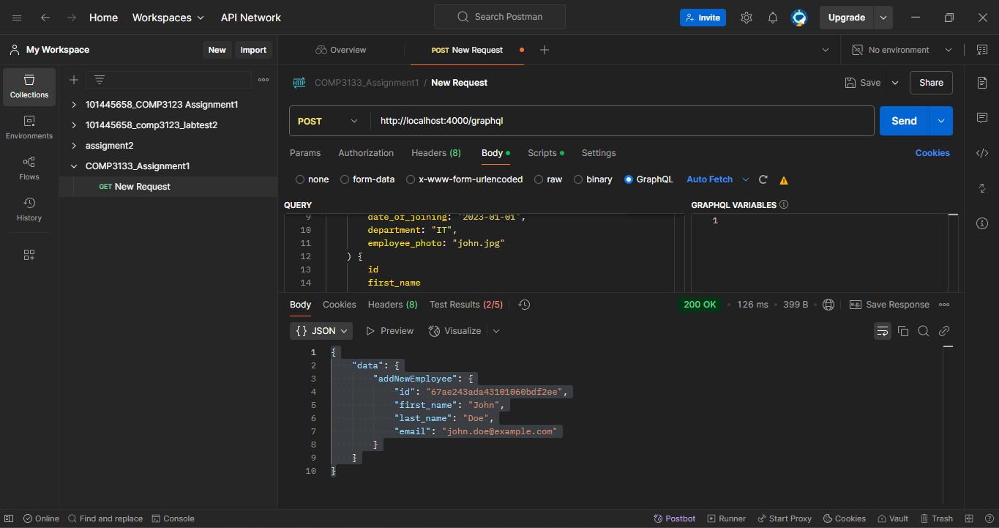 Home Workspaces API Network Search Postman Invite Upgrade
My Workspace New Import Overview POST New Request No environment
Collections
Environments
Flows
History
101445658_COMP3123 Assignment1
101445658_comp3123_labtest2
assigment2
COMP3133_Assignment1
GET New Request
HTTP COMP3133_Assignment1 / New Request Save Share
POST http://localhost:4000/graphql Send
Params Authorization Headers (8) Body Scripts Settings Cookies
none form-data x-www-form-urlencoded raw binary GraphQL Auto Fetch
QUERY GRAPHQL VARIABLES
9 date_of_joining: "2023-01-01", 1
10 department: "IT",
11 employee_photo: "john.jpg"
12 ) {
13 id
14 first_name
Body Cookies Headers (8) Test Results (2/5) 200 OK 126 ms 399 B e.g. Save Response
{} JSON Preview Visualize
1 {
2 "data": {
3 "addNewEmployee": {
4 "id": "67ae243ada43101060bdf2ee",
5 "first_name": "John",
6 "last_name": "Doe",
7 "email": "john.doe@example.com"
8 }
9 }
10 }
Online Find and replace Console Postbot Runner Start Proxy Cookies Vault Trash